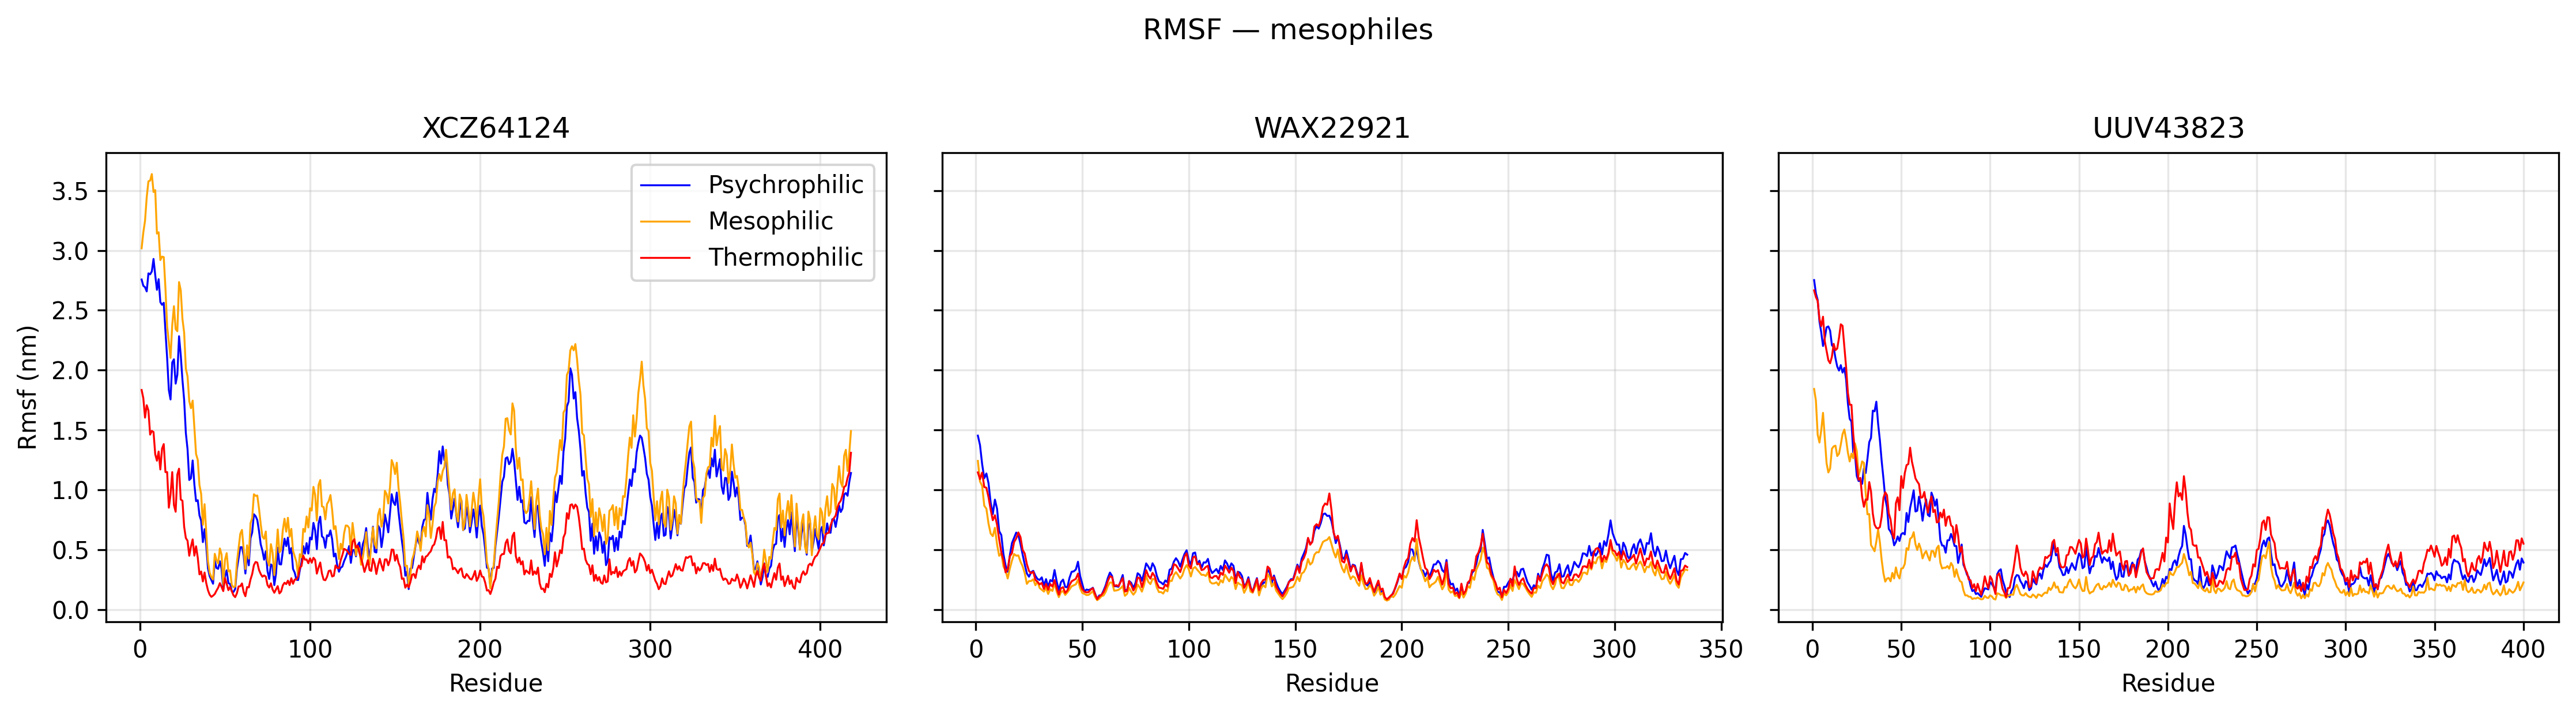 RMSF — mesophiles
XCZ64124
WAX22921
UUV43823
Rmsf (nm)
3.5
3.0
2.5
2.0
1.5
1.0
0.5
0.0
Psychrophilic
Mesophilic
Thermophilic
0 100 200 300 400
0 50 100 150 200 250 300 350
0 50 100 150 200 250 300 350 400
Residue
Residue
Residue